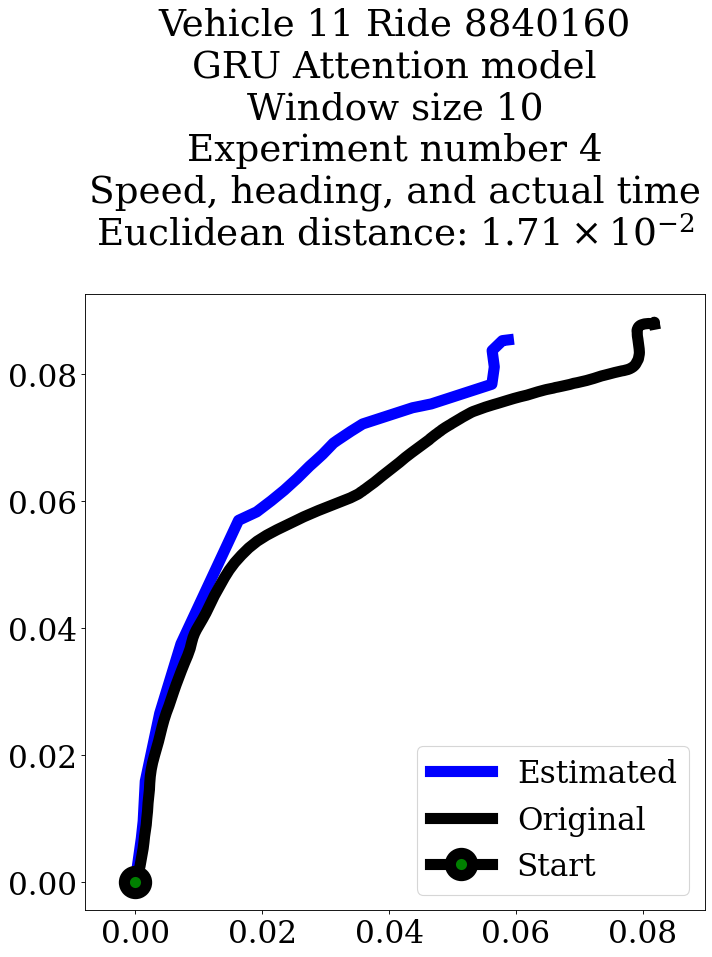 Vehicle 11 Ride 8840160
GRU Attention model
Window size 10
Experiment number 4
Speed, heading, and actual time
Euclidean distance: 1.71 × 10⁻²
0.08
0.06
0.04
0.02
0.00
Estimated
Original
Start
0.00 0.02 0.04 0.06 0.08